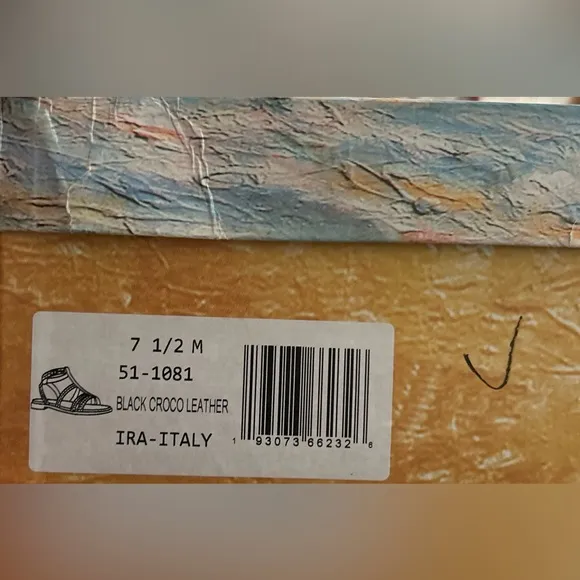 7 1/2 M
51-1081
BLACK CROCO LEATHER
IRA-ITALY
1 93073 66232 6